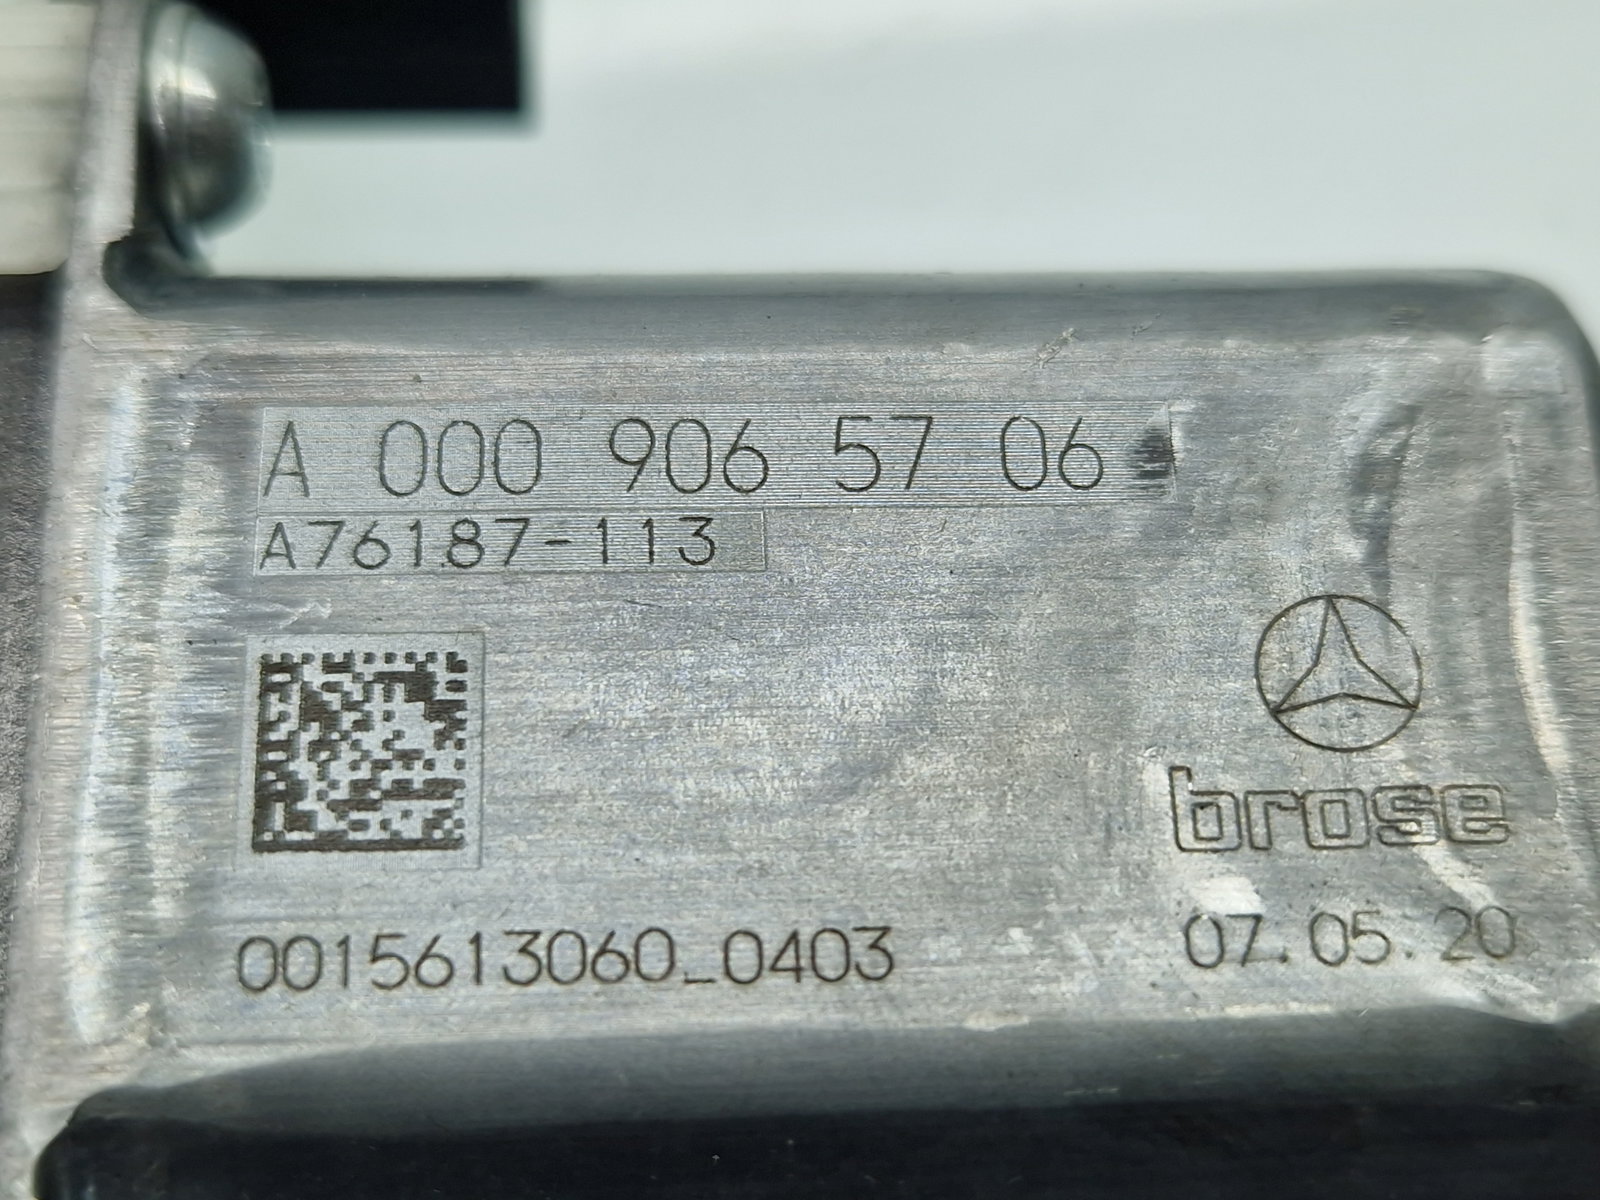 A 000 906 57 06
A76187-113
brose
0015613060_0403
07.05.20